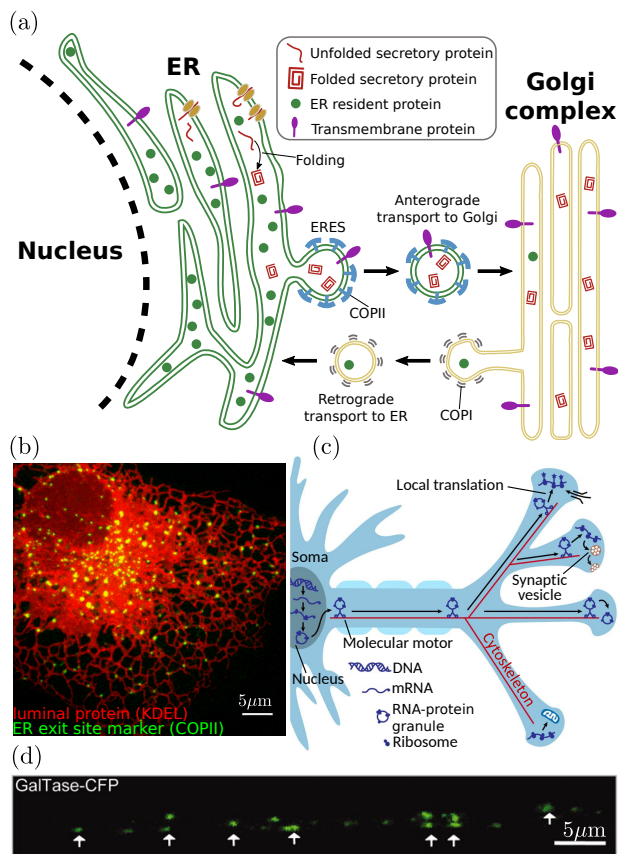 (a)
Unfolded secretory protein
Folded secretory protein
ER resident protein
Transmembrane protein
ER
Golgi
complex
Folding
Nucleus
ERES
Anterograde
transport to Golgi
COPII
Retrograde
transport to ER
COPI
(b)
luminal protein (KDEL)
ER exit site marker (COPII)
5μm
(c)
Local translation
Soma
Synaptic
vesicle
Molecular motor
Nucleus
DNA
mRNA
RNA-protein
granule
Ribosome
Cytoskeleton
(d)
GalTase-CFP
5μm